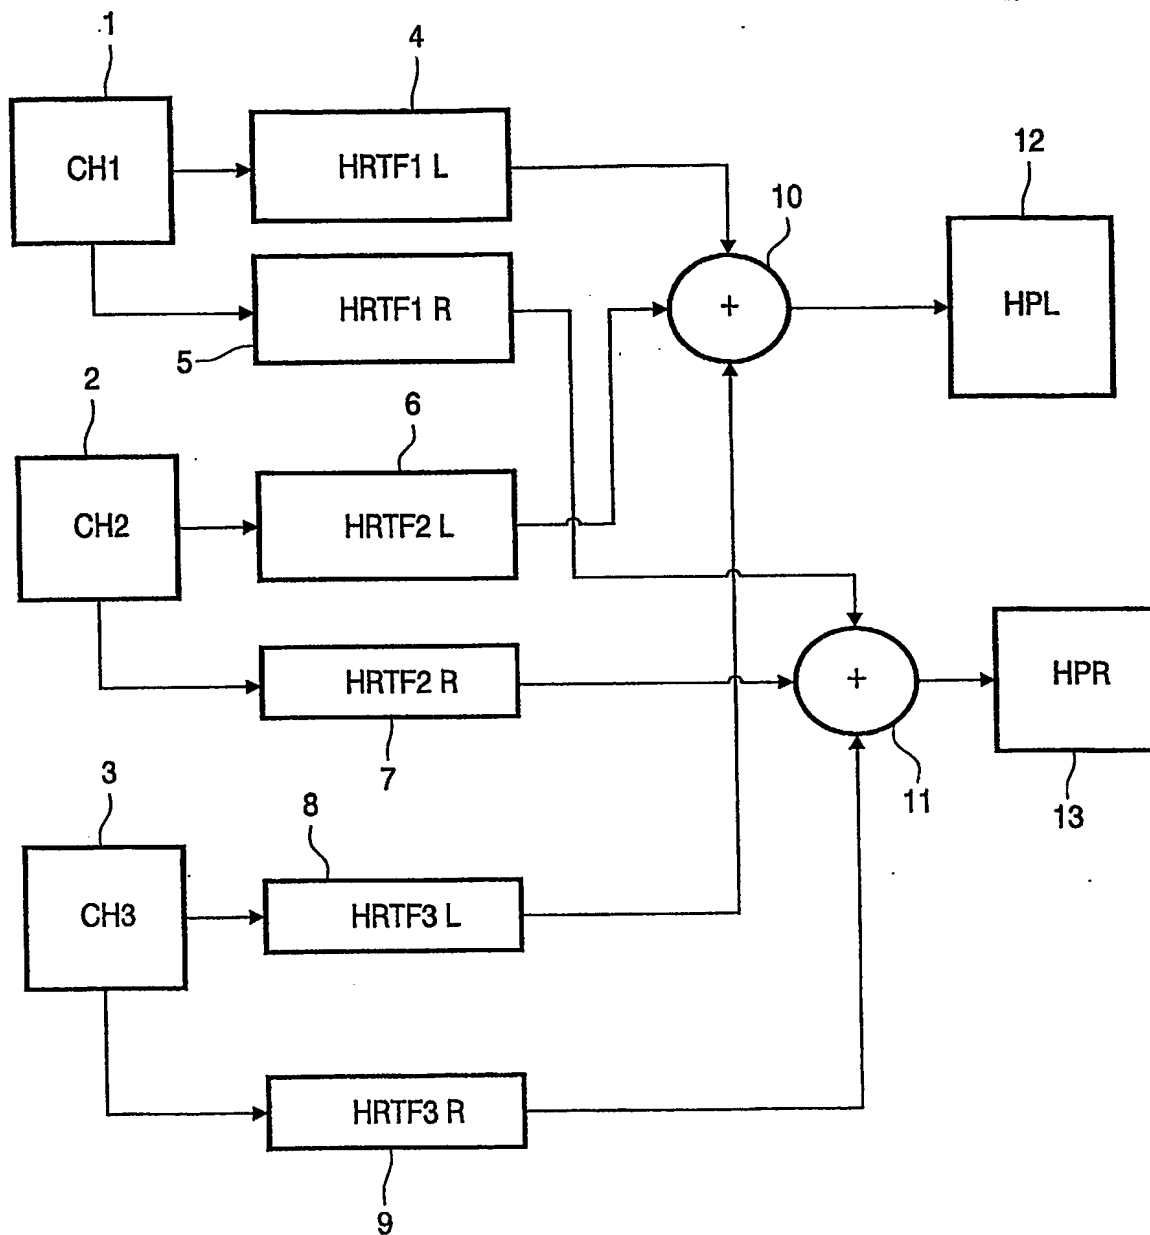 1
4
CH1
HRTF1 L
12
10
HRTF1 R
+
HPL
5
2
6
CH2
HRTF2 L
HRTF2 R
+
HPR
7
11
13
3
8
CH3
HRTF3 L
HRTF3 R
9